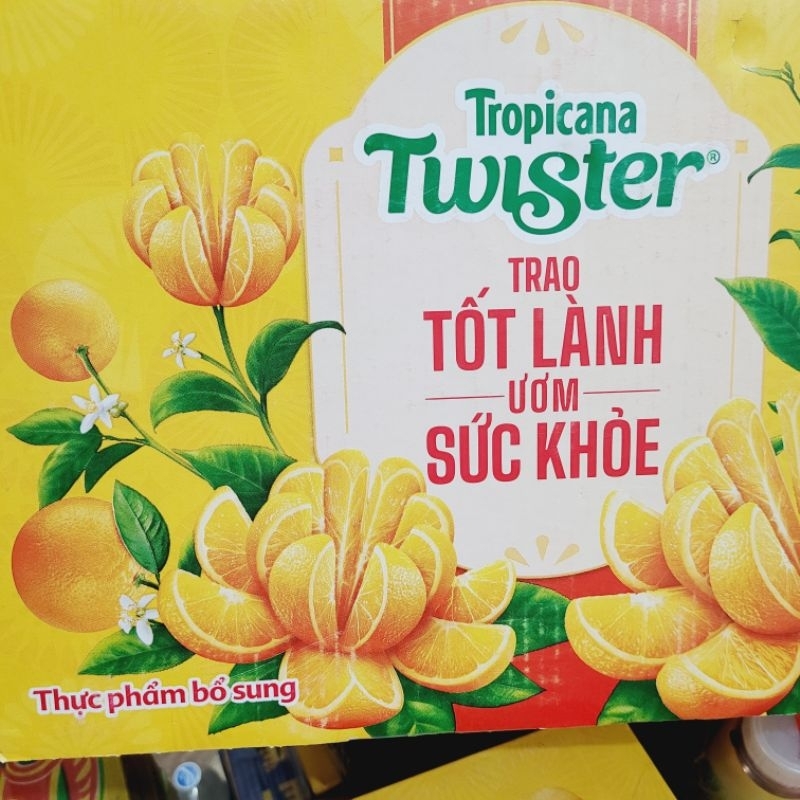 Tropicana
Twister®
TRAO
TỐT LÀNH
ƯƠM
SỨC KHỎE
Thực phẩm bổ sung